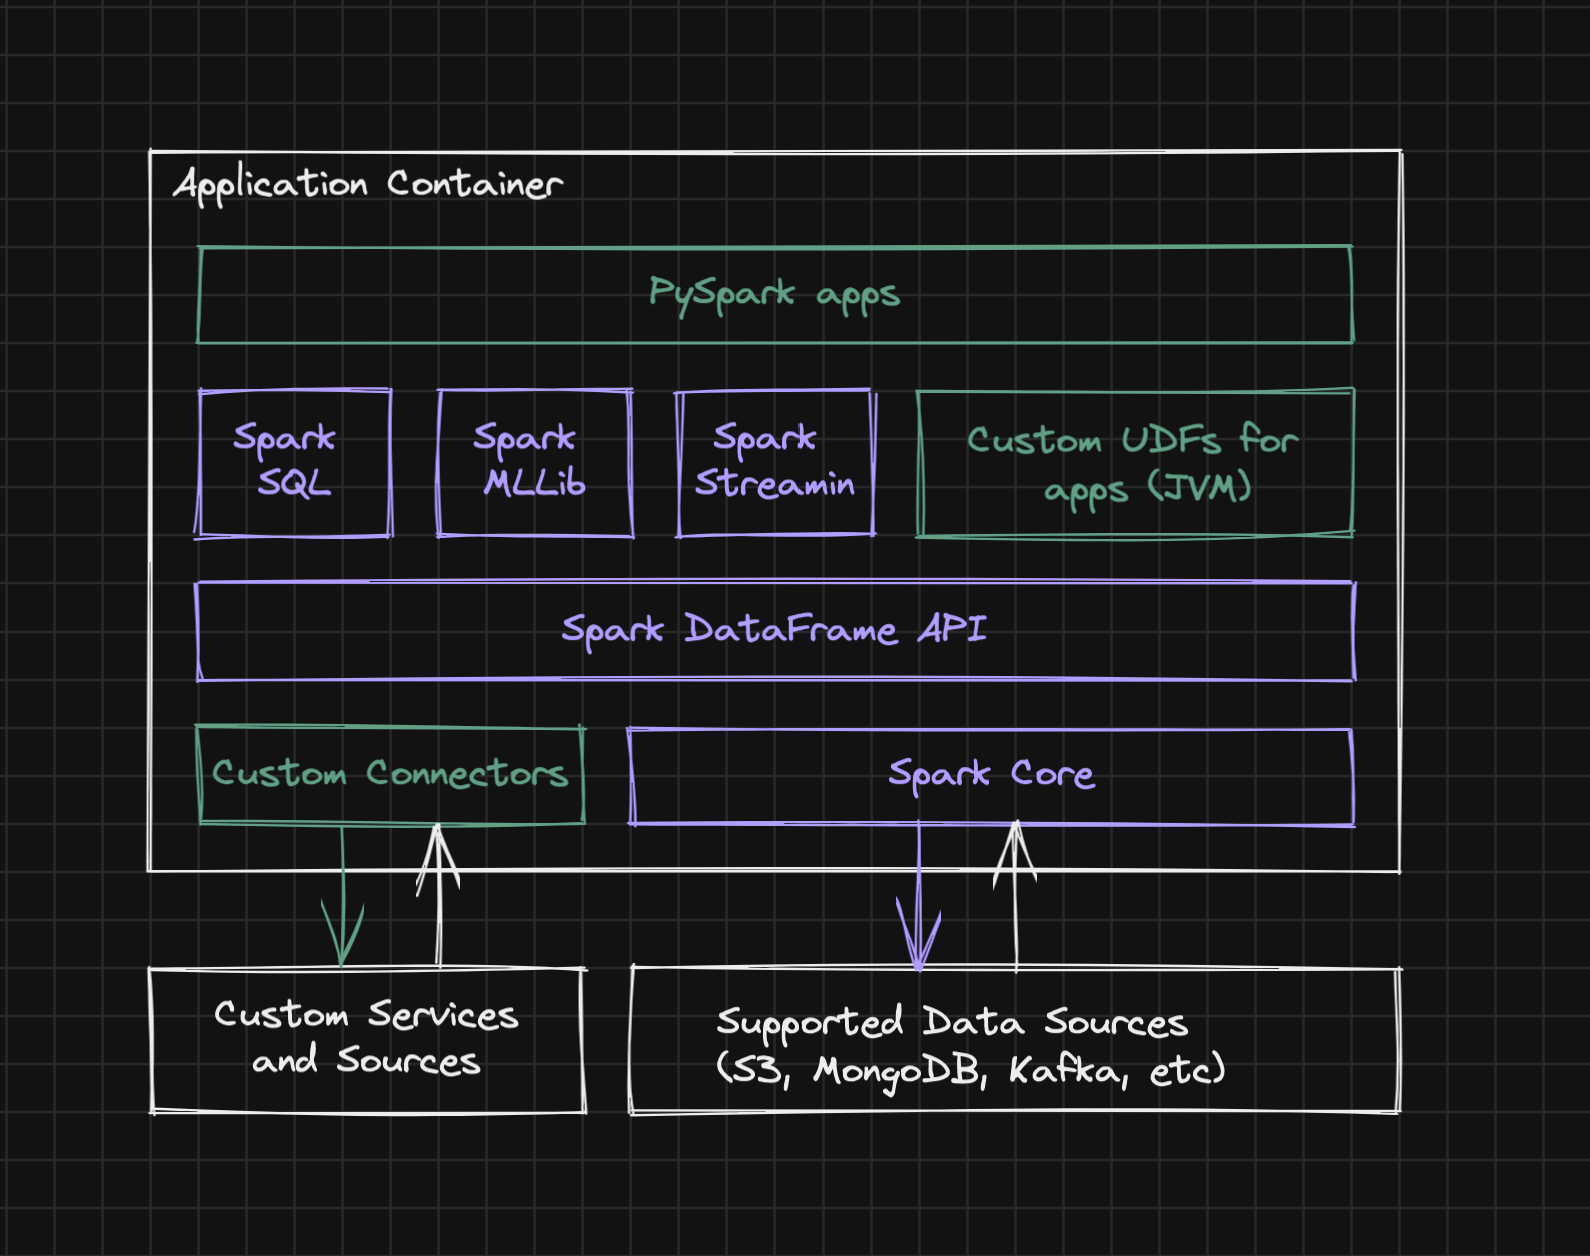 Application Container
PySpark apps
Spark
SQL
Spark
MLLib
Spark
Streamin
Custom UDFs for
apps (JVM)
Spark DataFrame API
Custom Connectors
Spark Core
Custom Services
and Sources
Supported Data Sources
(S3, MongoDB, Kafka, etc)